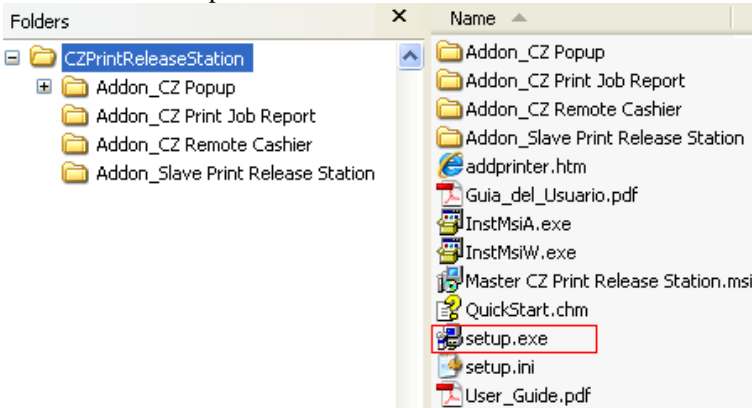 Folders
CZPrintReleaseStation
Addon_CZ Popup
Addon_CZ Print Job Report
Addon_CZ Remote Cashier
Addon_Slave Print Release Station
Name
Addon_CZ Popup
Addon_CZ Print Job Report
Addon_CZ Remote Cashier
Addon_Slave Print Release Station
addprinter.htm
Guia_del_Usuario.pdf
InstMsiA.exe
InstMsiW.exe
Master CZ Print Release Station.msi
QuickStart.chm
setup.exe
setup.ini
User_Guide.pdf